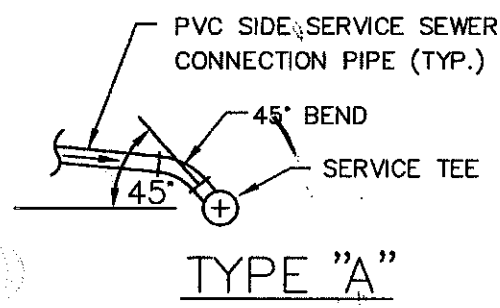 PVC SIDE SERVICE SEWER
CONNECTION PIPE (TYP.)
45° BEND
SERVICE TEE
45°
TYPE "A"